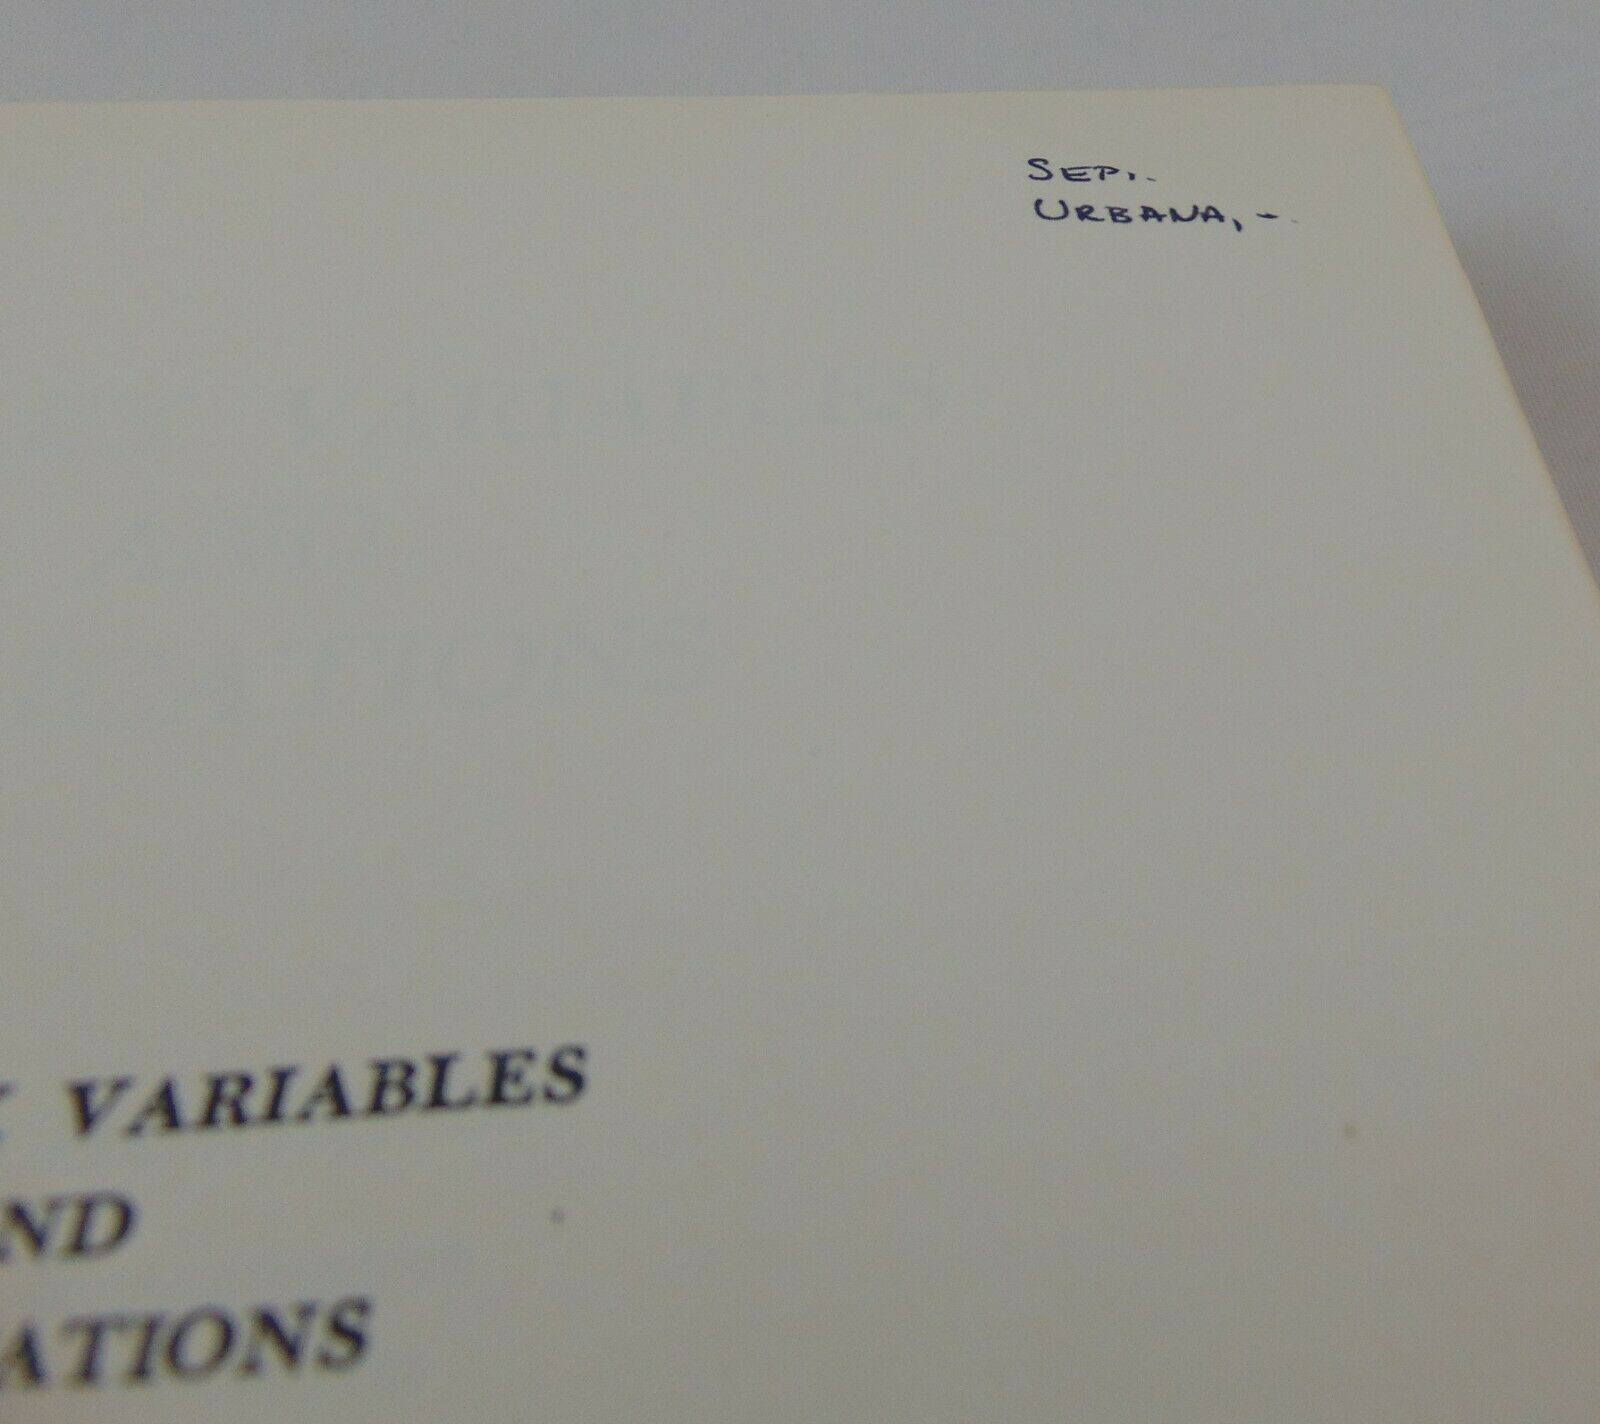 SEP.
URBANA,
X VARIABLES
ND
ATIONS